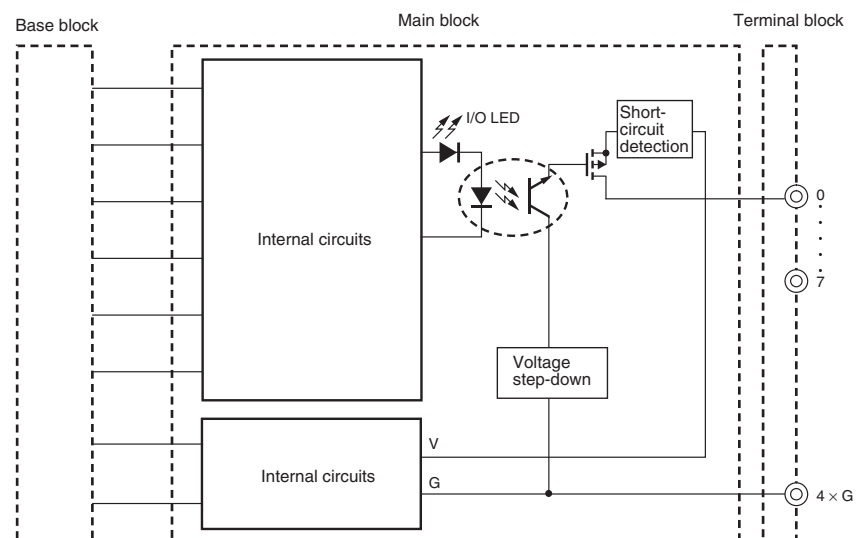 Base block
Main block
Terminal block
I/O LED
Short-
circuit
detection
0
Internal circuits
7
Voltage
step-down
V
Internal circuits
G
4 × G